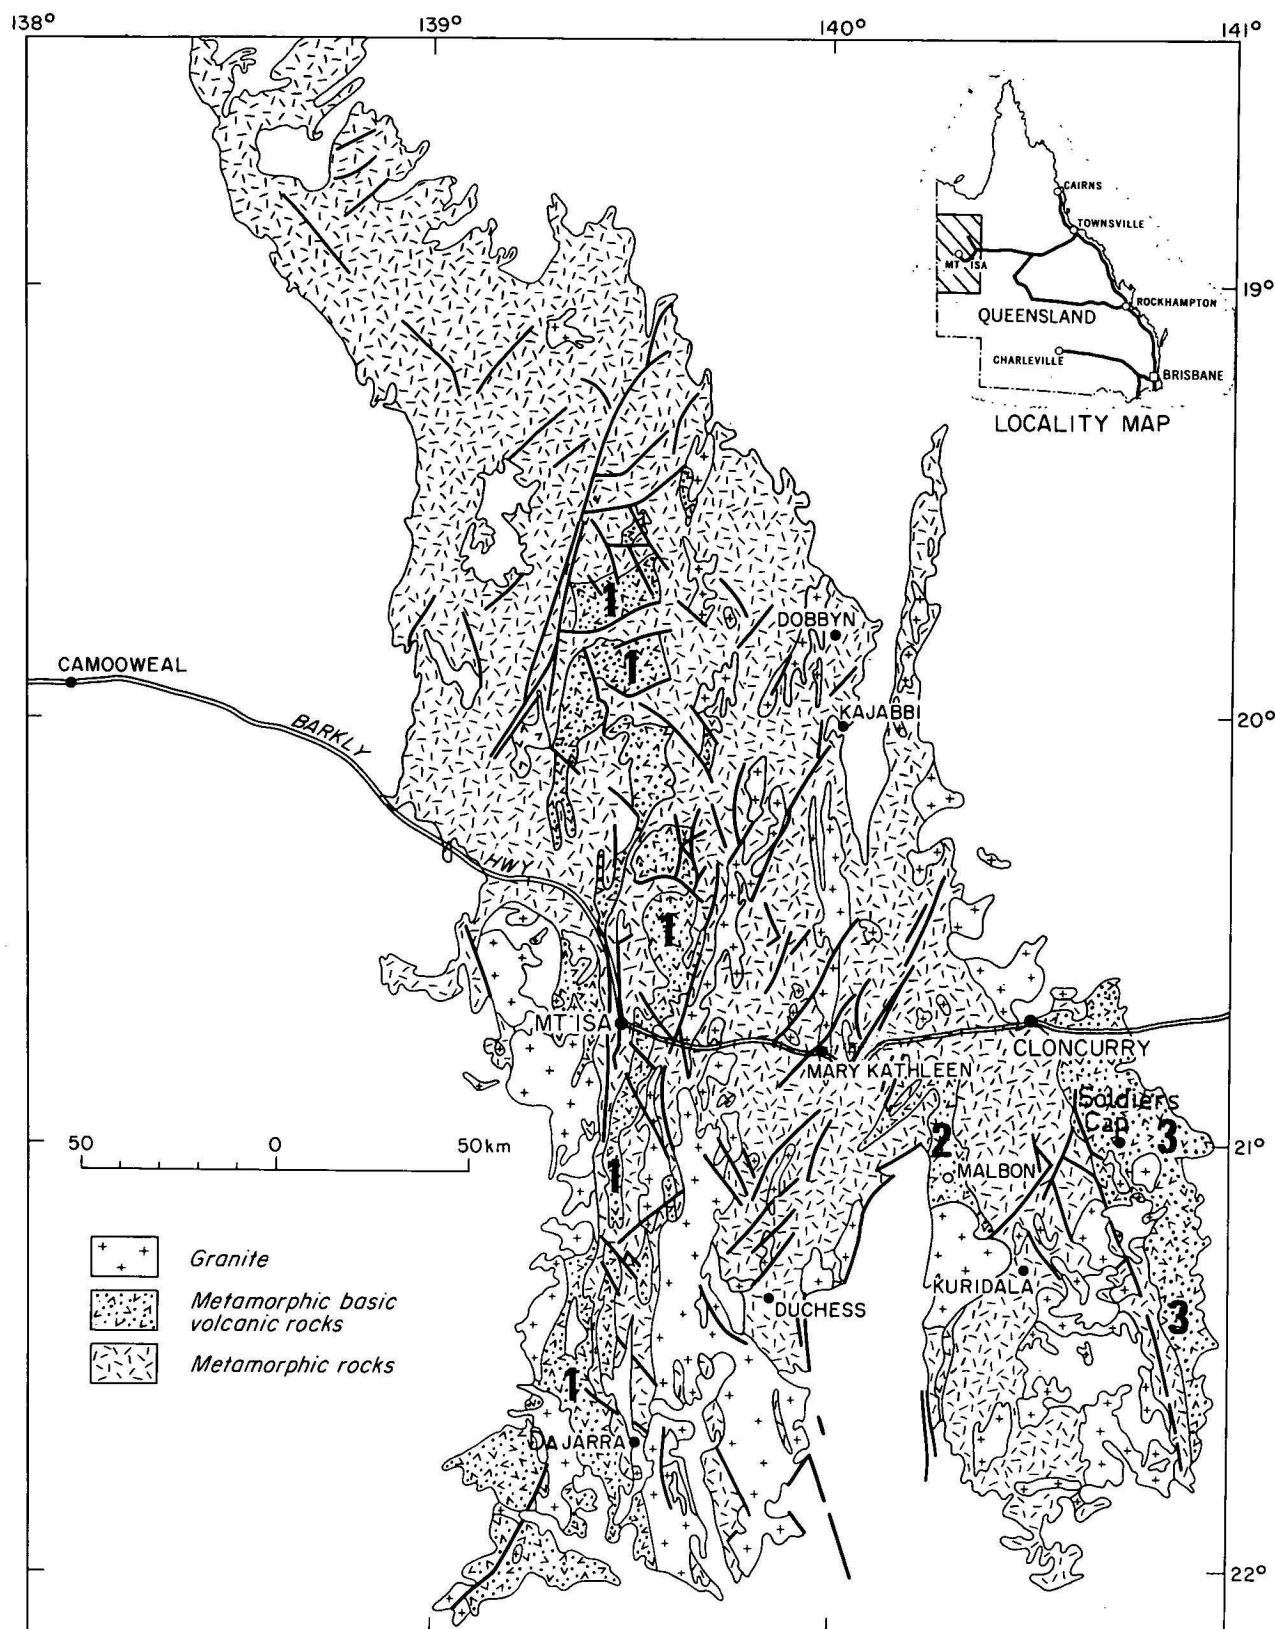 138° 139° 140° 141°
CAIRNS
TOWNSVILLE
MT ISA
19°
ROCKHAMPTON
QUEENSLAND
CHARLEVILLE
BRISBANE
LOCALITY MAP
1
DOBBYN
1
CAMOOWEAL
KAJABBI
20°
BARKLY
HWY
1
MT ISA
CLONCURRY
MARY KATHLEEN
Soldiers
Cap
2
3
21°
50 0 50km
1
MALBON
Granite
KURIDALA
Metamorphic basic
volcanic rocks
DUCHESS
3
Metamorphic rocks
1
DAJARRA
22°